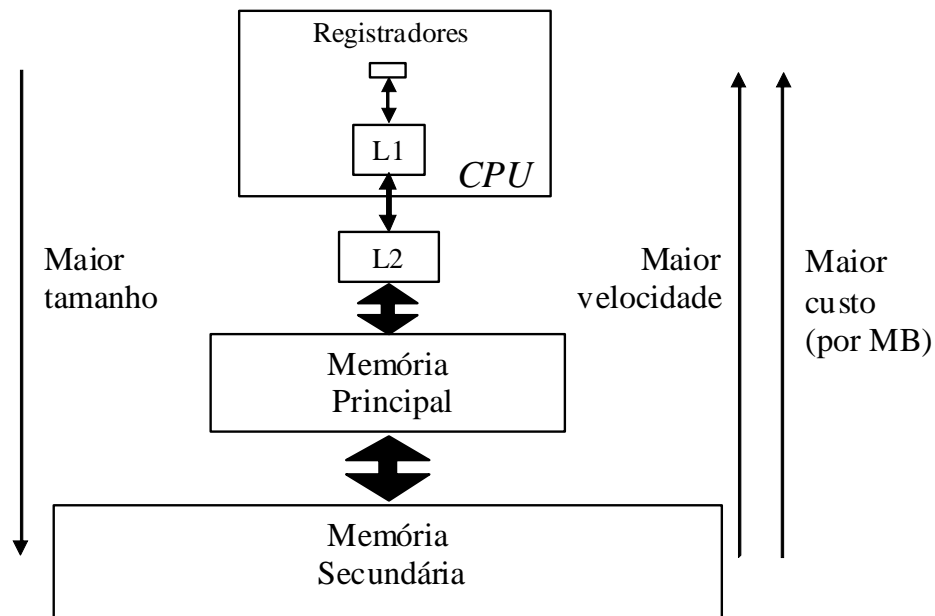 Registradores
L1
CPU
L2
Maior
tamanho
Maior
velocidade
Maior
custo
(por MB)
Memória
Principal
Memória
Secundária